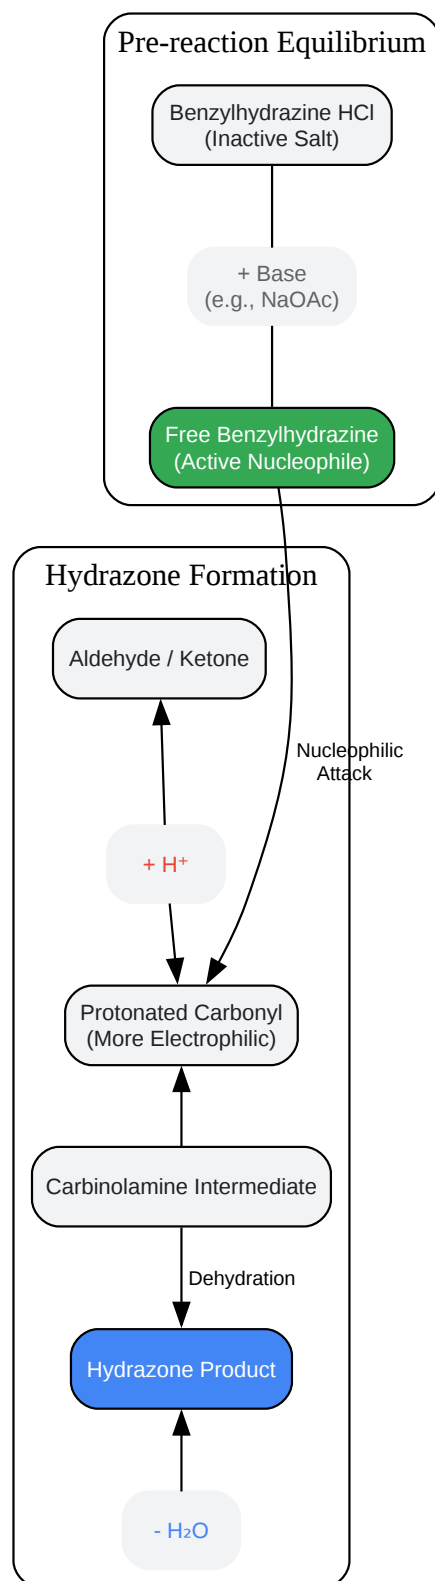 Pre-reaction Equilibrium
Benzylhydrazine HCl
(Inactive Salt)
+ Base
(e.g., NaOAc)
Free Benzylhydrazine
(Active Nucleophile)
Hydrazone Formation
Aldehyde / Ketone
Nucleophilic
Attack
+ H⁺
Protonated Carbonyl
(More Electrophilic)
Carbinolamine Intermediate
Dehydration
Hydrazone Product
- H₂O